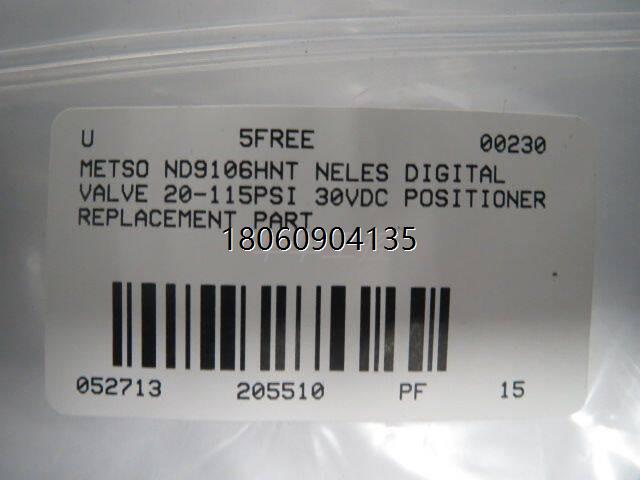 U 5FREE 00230
METSO ND9106HNT NELES DIGITAL
VALVE 20-115PSI 30VDC POSITIONER
REPLACEMENT PART
18060904135
052713 205510 PF 15